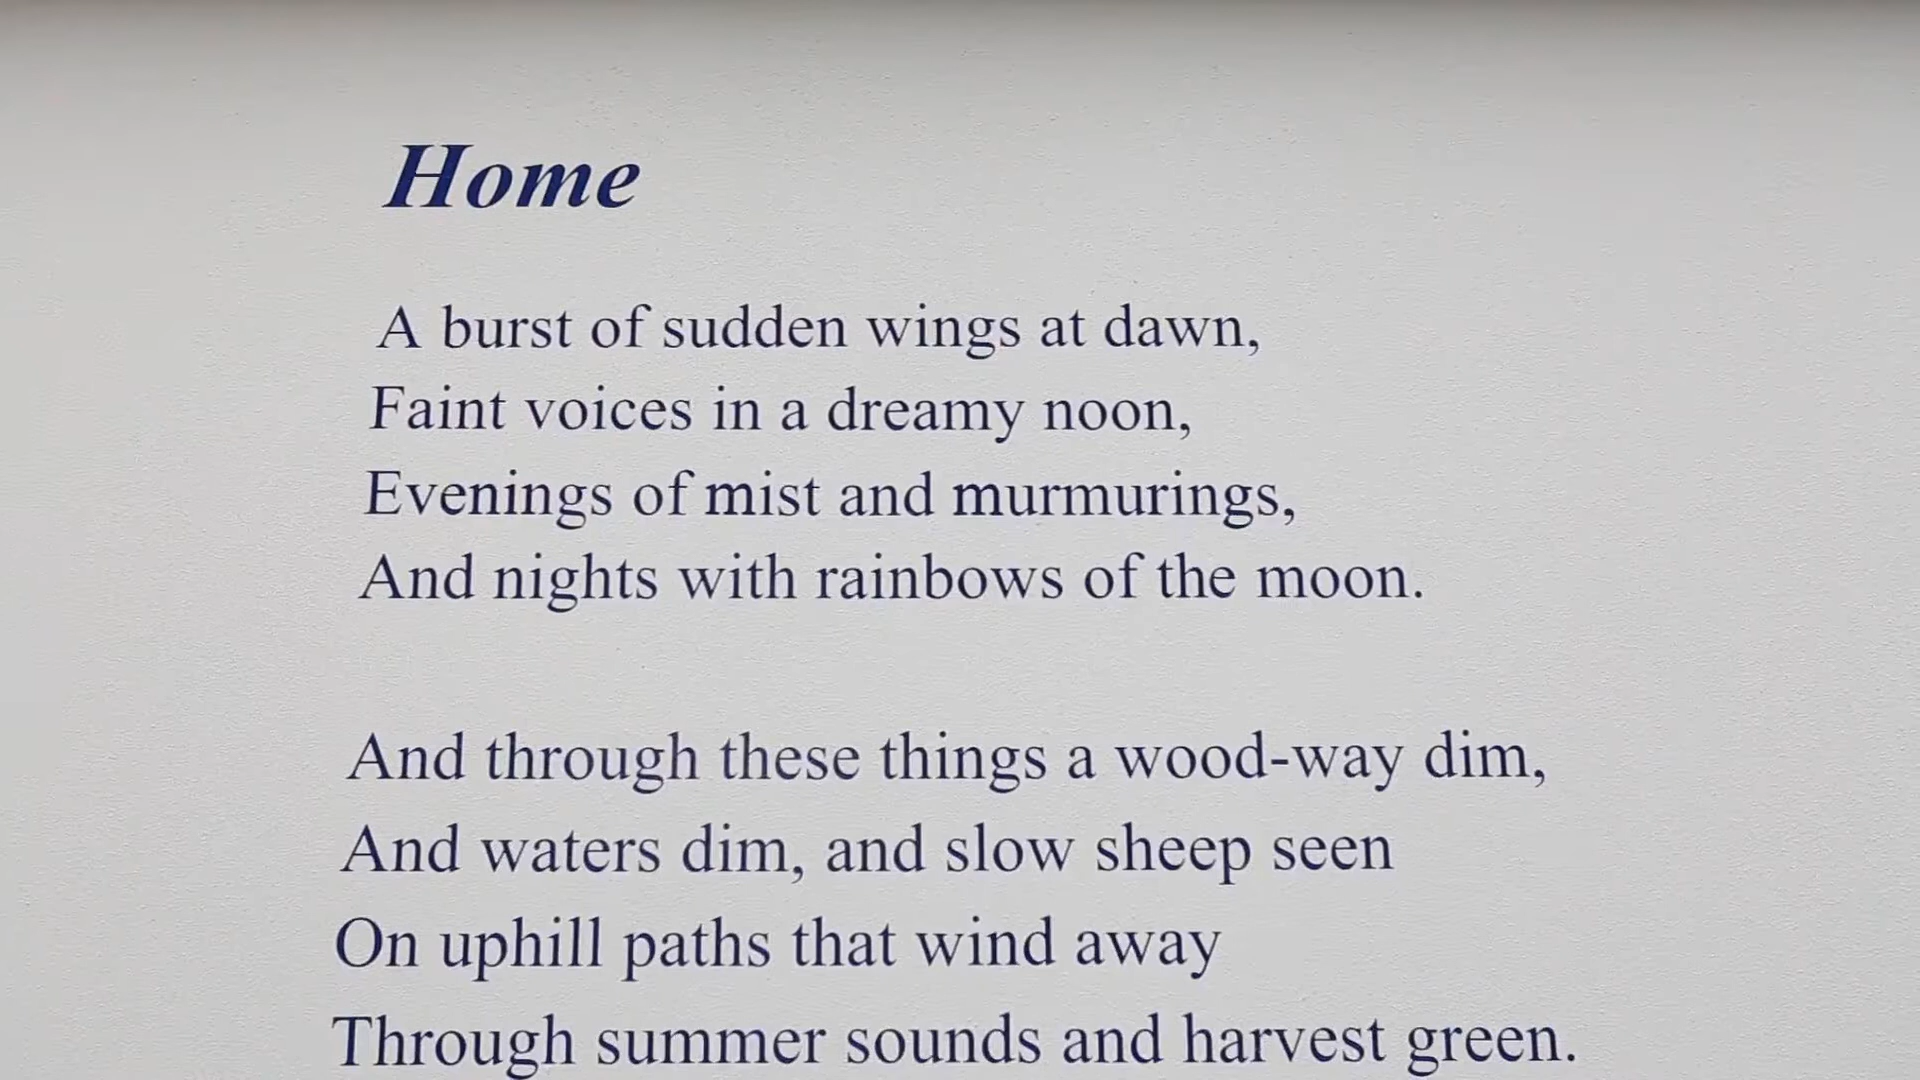 Home
A burst of sudden wings at dawn,
Faint voices in a dreamy noon,
Evenings of mist and murmurings,
And nights with rainbows of the moon.
And through these things a wood-way dim,
And waters dim, and slow sheep seen
On uphill paths that wind away
Through summer sounds and harvest green.